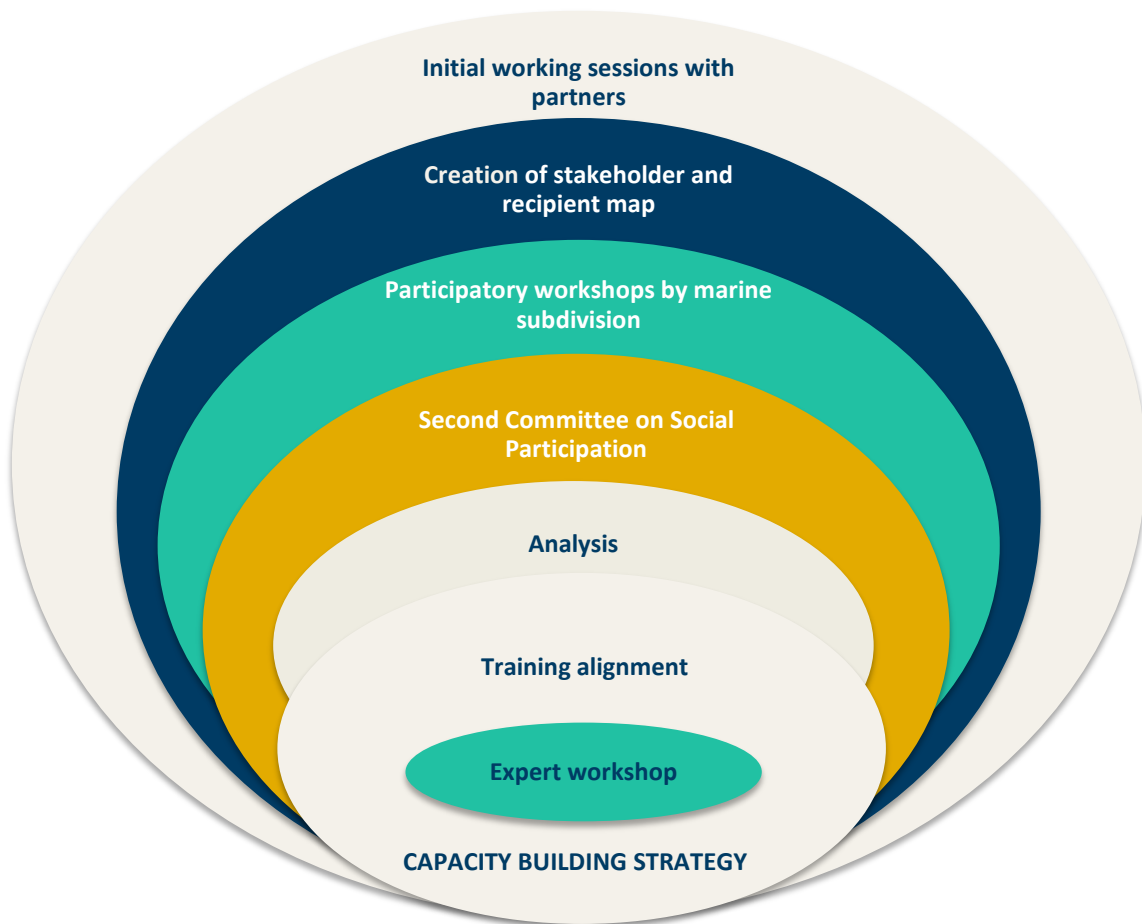 Initial working sessions with
partners
Creation of stakeholder and
recipient map
Participatory workshops by marine
subdivision
Second Committee on Social
Participation
Analysis
Training alignment
Expert workshop
CAPACITY BUILDING STRATEGY